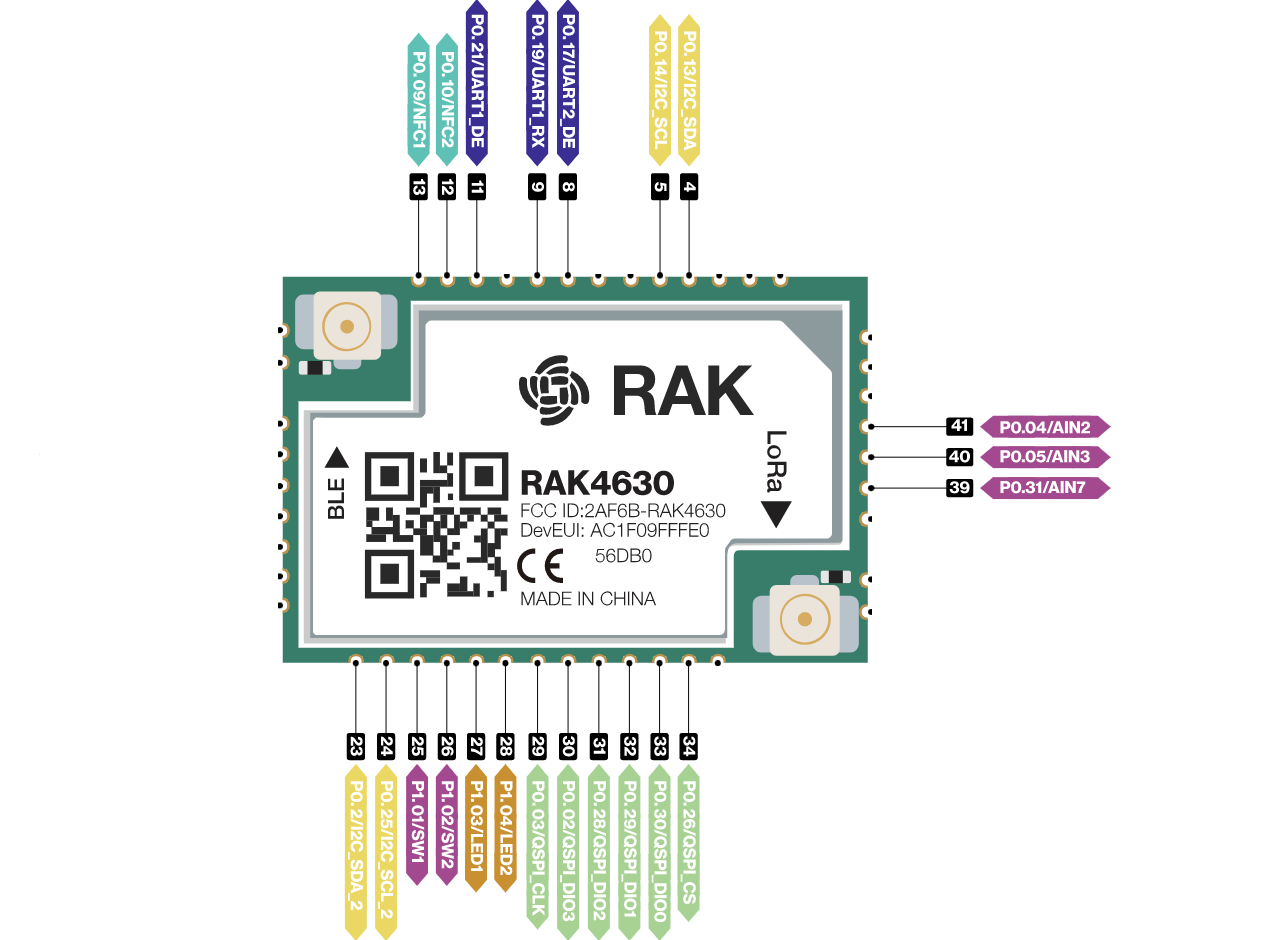 P0.09/NFC1
P0.10/NFC2
P0.21/UART1_DE
P0.19/UART1_RX
P0.17/UART2_DE
P0.14/I2C_SCL
P0.13/I2C_SDA
13
12
11
9
8
5
4
RAK
LoRa
BLE
RAK4630
FCC ID:2AF6B-RAK4630
DevEUI: AC1F09FFFE0
56DB0
CE
MADE IN CHINA
41 P0.04/AIN2
40 P0.05/AIN3
39 P0.31/AIN7
23
24
25
26
27
28
29
30
31
32
33
34
P0.2/I2C_SDA_2
P0.25/I2C_SCL_2
P1.01/SW1
P1.02/SW2
P1.03/LED1
P1.04/LED2
P0.03/QSPI_CLK
P0.02/QSPI_DIO3
P0.28/QSPI_DIO2
P0.29/QSPI_DIO1
P0.30/QSPI_DIO0
P0.26/QSPI_CS